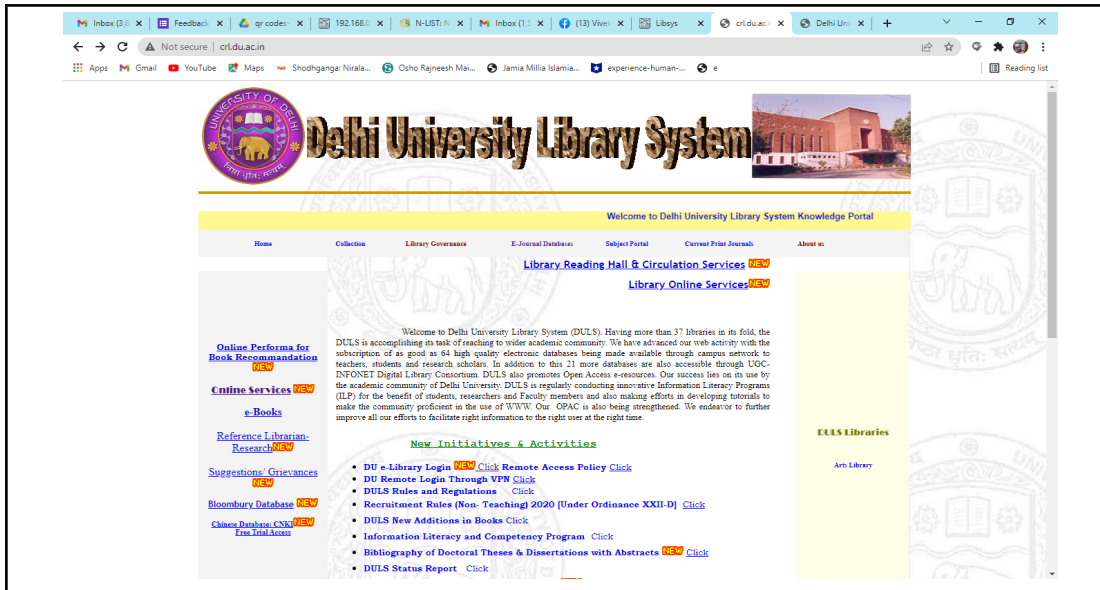 Inbox (3,8
Feedback
qr codes-
192.168.0
N-LIST: N
Inbox (1,5
(13) Vivek
Libsys
crl.du.ac.i
Delhi Uni
Not secure | crl.du.ac.in
Apps Gmail YouTube Maps Shodhganga: Nirala... Osho Rajneesh Mai... Jamia Millia Islamia... experience-human-... e Reading list
UNIVERSITY OF DELHI
Delhi University Library System
Welcome to Delhi University Library System Knowledge Portal
Home Collection Library Governance E-Journal Databases Subject Portal Current Print Journals About us
Library Reading Hall & Circulation Services NEW
Library Online Services NEW
Online Performa for
Book Recommandation
NEW
Online Services NEW
e-Books
Reference Librarian-
Research NEW
Suggestions/ Grievances
NEW
Bloombury Database NEW
Chinese Database: CNKI NEW
Free Trial Access
Welcome to Delhi University Library System (DULS). Having more than 37 libraries in its fold, the
DULS is accomplishing its task of reaching to wider academic community. We have advanced our web activity with the
subscription of as good as 64 high quality electronic databases being made available through campus network to
teachers, students and research scholars. In addition to this 21 more databases are also accessible through UGC-
INFONET Digital Library Consortium. DULS also promotes Open Access e-resources. Our success lies on its use by
the academic community of Delhi University. DULS is regularly conducting innovative Information Literacy Programs
(ILP) for the benefit of students, researchers and Faculty members and also making efforts in developing tutorials to
make the community proficient in the use of WWW. Our OPAC is also being strengthened. We endeavor to further
improve all our efforts to facilitate right information to the right user at the right time.
New Initiatives & Activities
• DU e-Library Login NEW Click Remote Access Policy Click
• DU Remote Login Through VPN Click
• DULS Rules and Regulations Click
• Recruitment Rules (Non- Teaching) 2020 [Under Ordinance XXII-D] Click
• DULS New Additions in Books Click
• Information Literacy and Competency Program Click
• Bibliography of Doctoral Theses & Dissertations with Abstracts NEW Click
• DULS Status Report Click
DULS Libraries
Arts Library